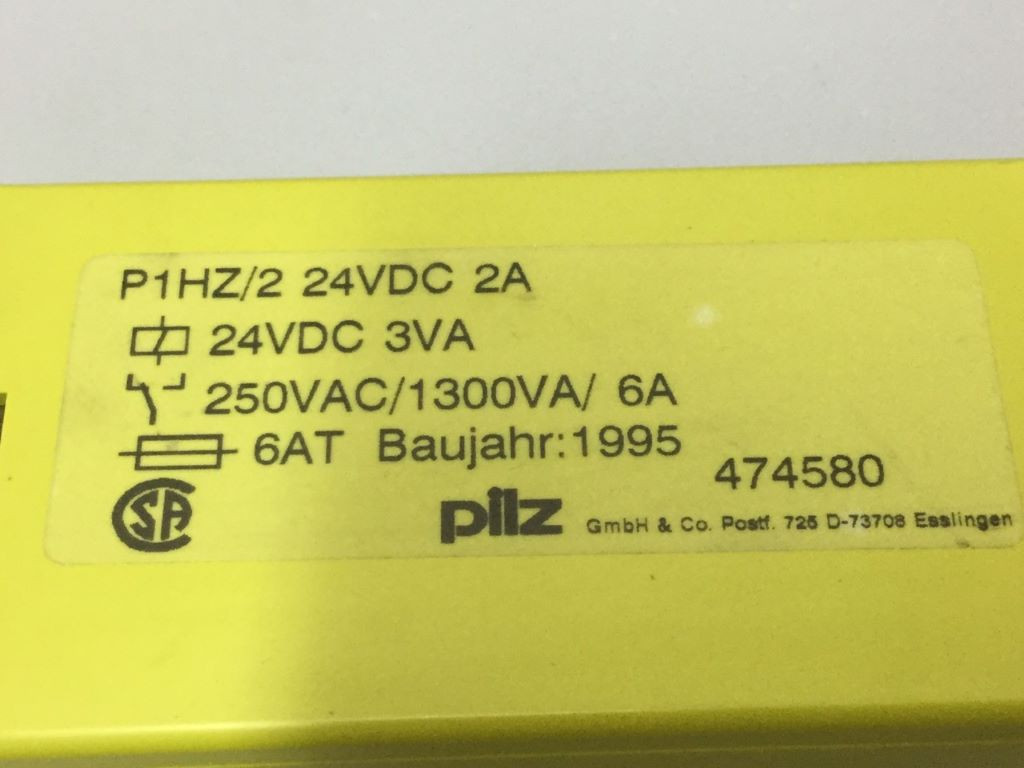 P1HZ/2 24VDC 2A
24VDC 3VA
250VAC/1300VA/ 6A
6AT Baujahr:1995
474580
SA
pilz GmbH & Co. Postf. 725 D-73708 Esslingen